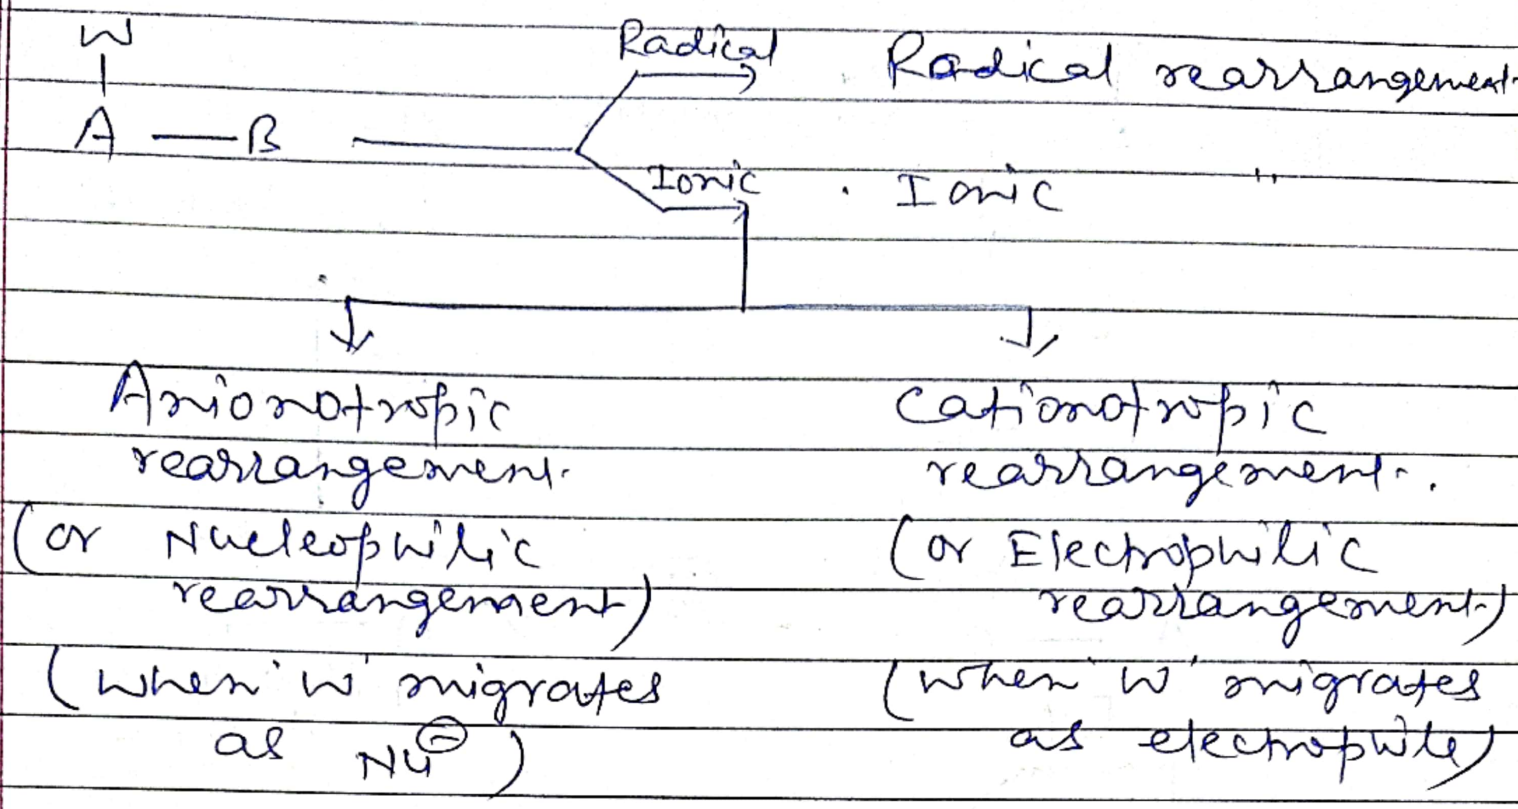 W
Radical Radical rearrangement
A — B
Ionic Ionic "
Anionotropic Cationotropic
rearrangement. rearrangement.
(or Nucleophilic (or Electrophilic
rearrangement) rearrangement)
(when 'W' migrates (when 'W' migrates
as Nu⊖) as electrophile)